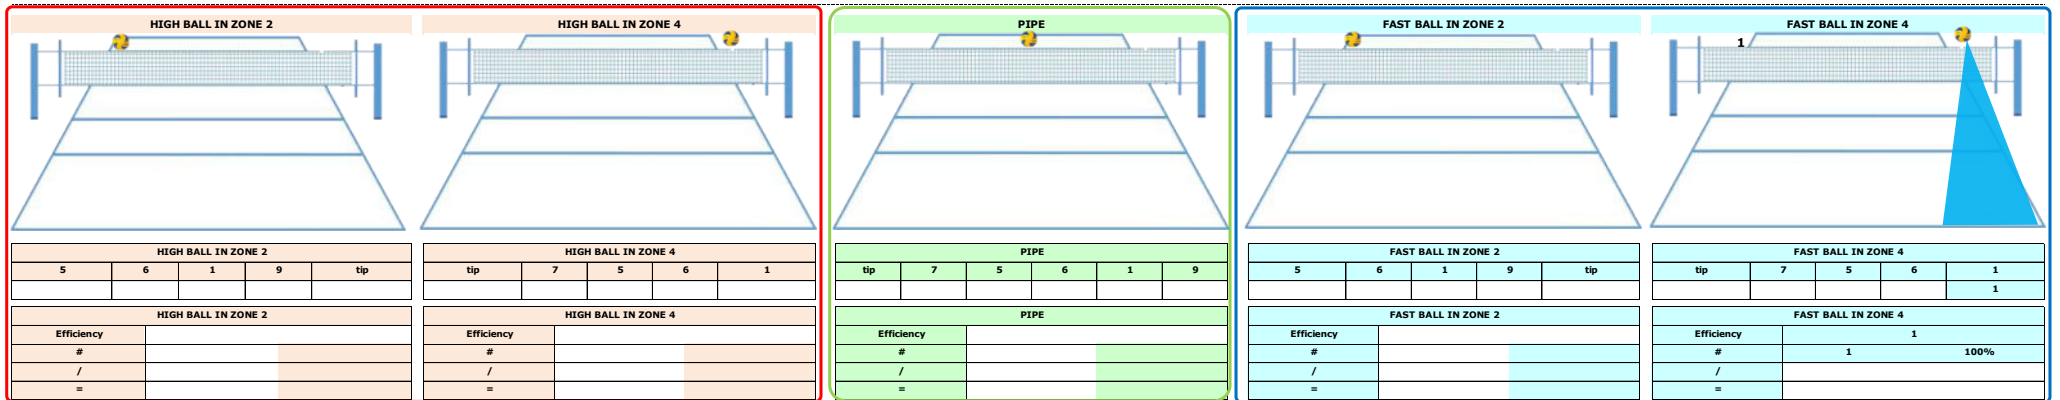 HIGH BALL IN ZONE 2 HIGH BALL IN ZONE 4 PIPE FAST BALL IN ZONE 2 FAST BALL IN ZONE 4
1
HIGH BALL IN ZONE 2 HIGH BALL IN ZONE 4 PIPE FAST BALL IN ZONE 2 FAST BALL IN ZONE 4
5 6 1 9 tip tip 7 5 6 1 tip 7 5 6 1 9 5 6 1 9 tip tip 7 5 6 1
1
HIGH BALL IN ZONE 2 HIGH BALL IN ZONE 4 PIPE FAST BALL IN ZONE 2 FAST BALL IN ZONE 4
Efficiency Efficiency Efficiency Efficiency Efficiency 1
# # # # # 1 100%
/ / / / /
= = = = =